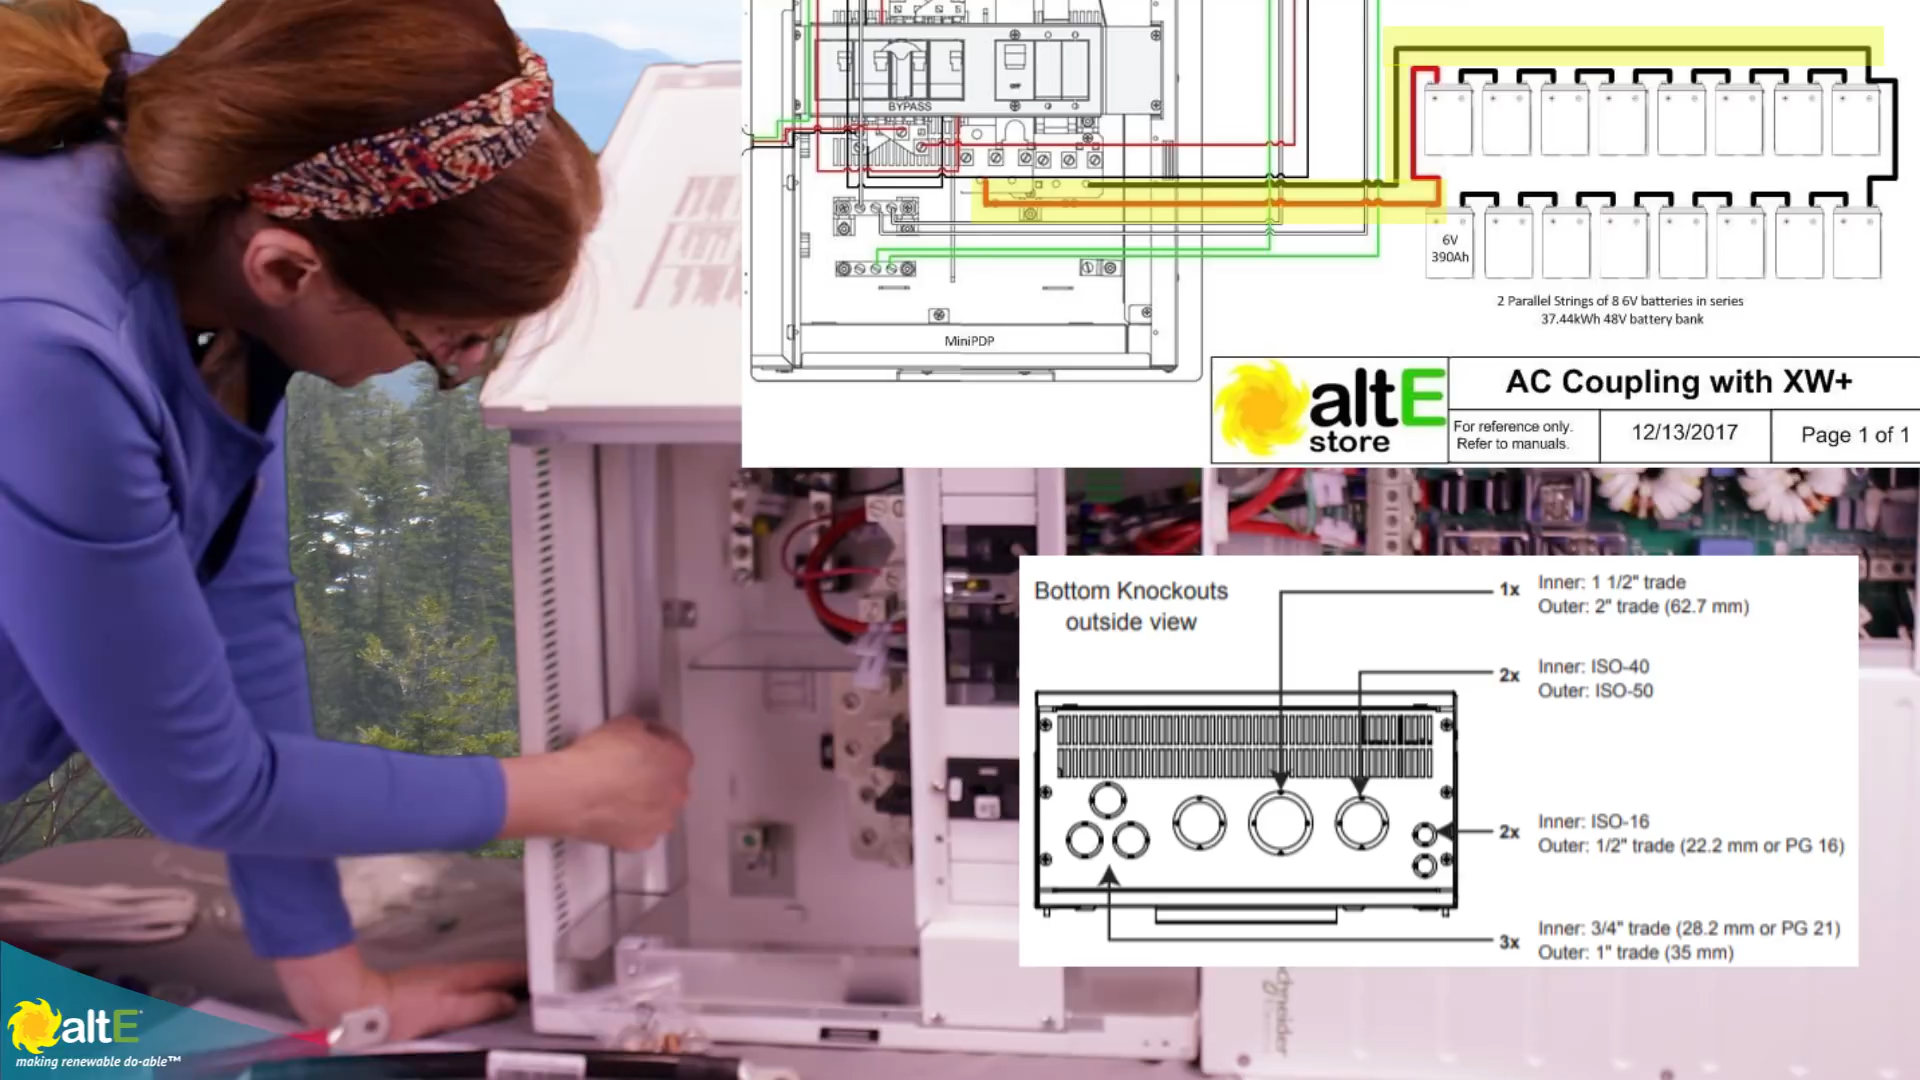 BYPASS
OFF
MiniPDP
6V
390Ah
2 Parallel Strings of 8 6V batteries in series
37.44kWh 48V battery bank
altE
store
AC Coupling with XW+
For reference only.
Refer to manuals.
12/13/2017
Page 1 of 1
Bottom Knockouts
outside view
1x
Inner: 1 1/2" trade
Outer: 2" trade (62.7 mm)
2x
Inner: ISO-40
Outer: ISO-50
2x
Inner: ISO-16
Outer: 1/2" trade (22.2 mm or PG 16)
3x
Inner: 3/4" trade (28.2 mm or PG 21)
Outer: 1" trade (35 mm)
altE
making renewable do-able™